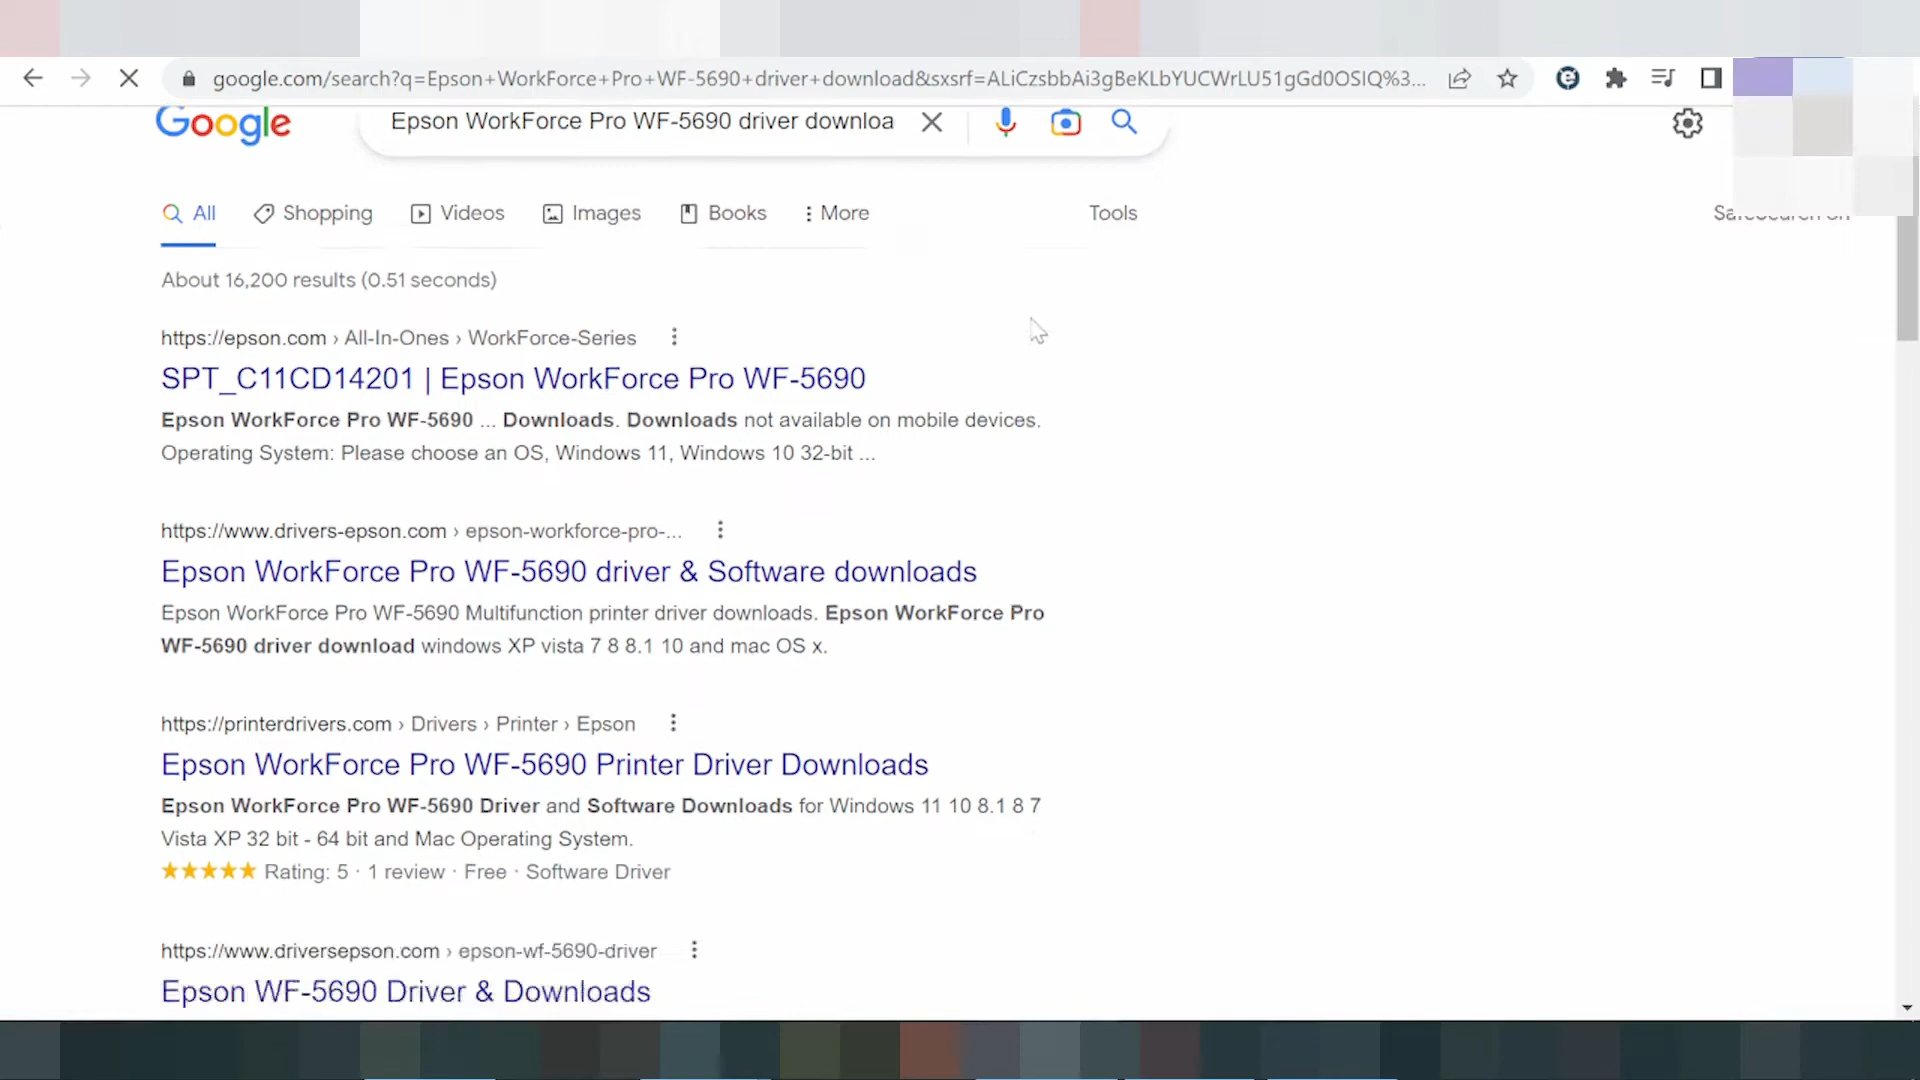 google.com/search?q=Epson+WorkForce+Pro+WF-5690+driver+download&sxsrf=ALiCzsbbAi3gBeKLbYUCWrLU51gGd0OSIQ%3...
Google Epson WorkForce Pro WF-5690 driver downloa
All Shopping Videos Images Books More Tools SafeSearch on
About 16,200 results (0.51 seconds)
https://epson.com › All-In-Ones › WorkForce-Series
SPT_C11CD14201 | Epson WorkForce Pro WF-5690
Epson WorkForce Pro WF-5690 ... Downloads. Downloads not available on mobile devices.
Operating System: Please choose an OS, Windows 11, Windows 10 32-bit ...
https://www.drivers-epson.com › epson-workforce-pro-...
Epson WorkForce Pro WF-5690 driver & Software downloads
Epson WorkForce Pro WF-5690 Multifunction printer driver downloads. Epson WorkForce Pro
WF-5690 driver download windows XP vista 7 8 8.1 10 and mac OS x.
https://printerdrivers.com › Drivers › Printer › Epson
Epson WorkForce Pro WF-5690 Printer Driver Downloads
Epson WorkForce Pro WF-5690 Driver and Software Downloads for Windows 11 10 8.1 8 7
Vista XP 32 bit - 64 bit and Mac Operating System.
★★★★★ Rating: 5 · 1 review · Free · Software Driver
https://www.driversepson.com › epson-wf-5690-driver
Epson WF-5690 Driver & Downloads